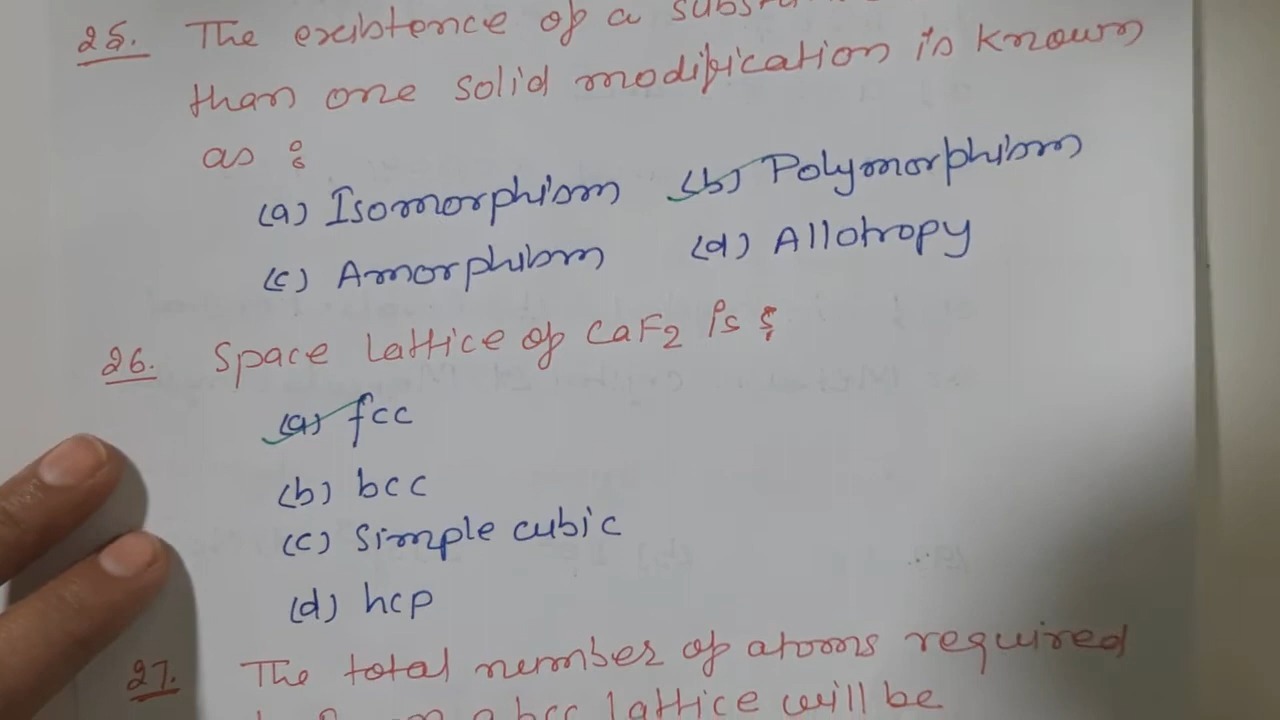 25. The existence of a
than one solid modification is known
as :
(a) Isomorphism (b) Polymorphism
(c) Amorphism (d) Allotropy
26. Space lattice of CaF2 is :
(a) fcc
(b) bcc
(c) Simple cubic
(d) hcp
27. The total number of atoms required
a bcc lattice will be